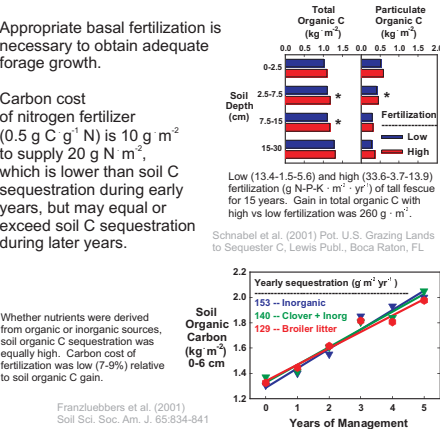 Appropriate basal fertilization is
necessary to obtain adequate
forage growth.
Carbon cost
of nitrogen fertilizer
(0.5 g C·g⁻¹ N) is 10 g·m⁻²
to supply 20 g N·m⁻²,
which is lower than soil C
sequestration during early
years, but may equal or
exceed soil C sequestration
during later years.
Total
Organic C
(kg·m⁻²)
Particulate
Organic C
(kg·m⁻²)
0.0 0.5 1.0 1.5 0.0 0.5 1.0 1.5 2.0
0-2.5
2.5-7.5
7.5-15
15-30
Soil
Depth
(cm)
*
*
*
Fertilization
Low
High
Low (13.4-1.5-5.6) and high (33.6-3.7-13.9)
fertilization (g N-P-K · m⁻² · yr⁻¹) of tall fescue
for 15 years. Gain in total organic C with
high vs low fertilization was 260 g · m⁻².
Schnabel et al. (2001) Pot. U.S. Grazing Lands
to Sequester C, Lewis Publ., Boca Raton, FL
Whether nutrients were derived
from organic or inorganic sources,
soil organic C sequestration was
equally high. Carbon cost of
fertilization was low (7-9%) relative
to soil organic C gain.
Franzluebbers et al. (2001)
Soil Sci. Soc. Am. J. 65:834-841
Soil
Organic
Carbon
(kg·m⁻²)
0-6 cm
2.2
2.0
1.8
1.6
1.4
1.2
Yearly sequestration (g·m⁻²·yr⁻¹)
153 -- Inorganic
140 -- Clover + Inorg
129 -- Broiler litter
0 1 2 3 4 5
Years of Management